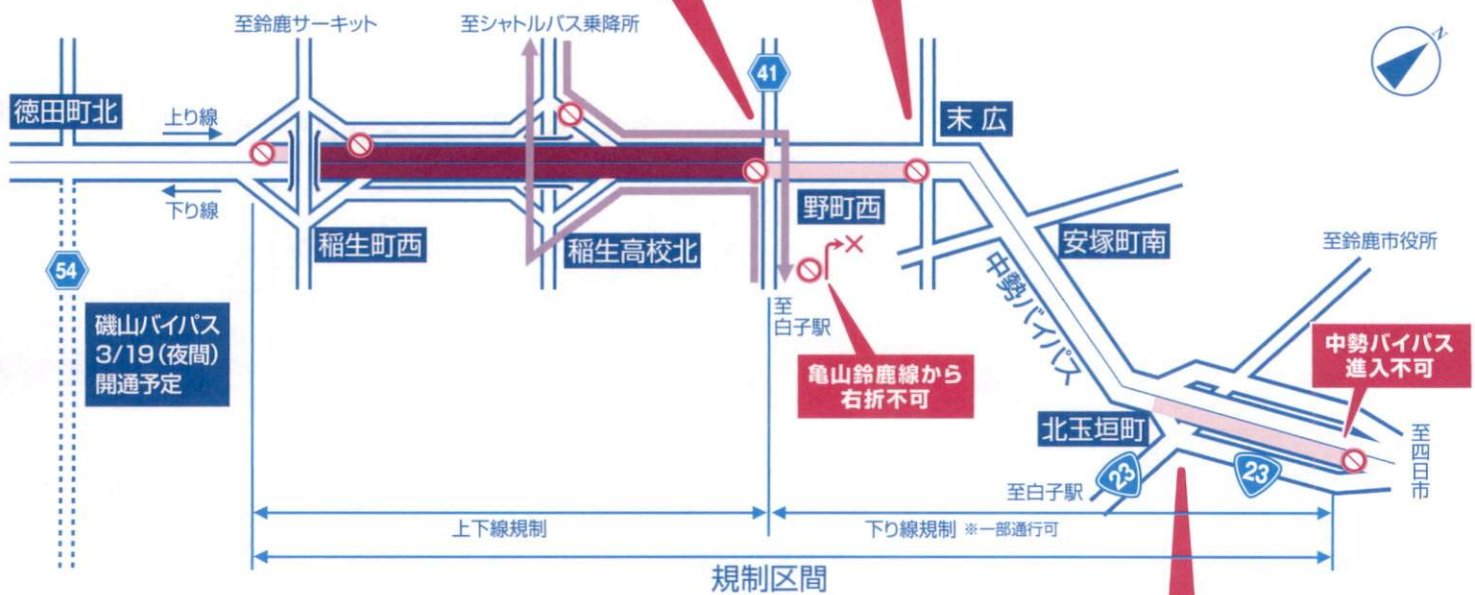 至鈴鹿サーキット
至シャトルバス乗降所
N
41
徳田町北
上り線
末広
下り線
野町西
稲生町西
稲生高校北
安塚町南
至鈴鹿市役所
54
中勢バイパス
至
白子駅
磯山バイパス
3/19(夜間)
開通予定
中勢バイパス
進入不可
亀山鈴鹿線から
右折不可
北玉垣町
至四日市
23
23
至白子駅
上下線規制
下り線規制 ※一部通行可
規制区間